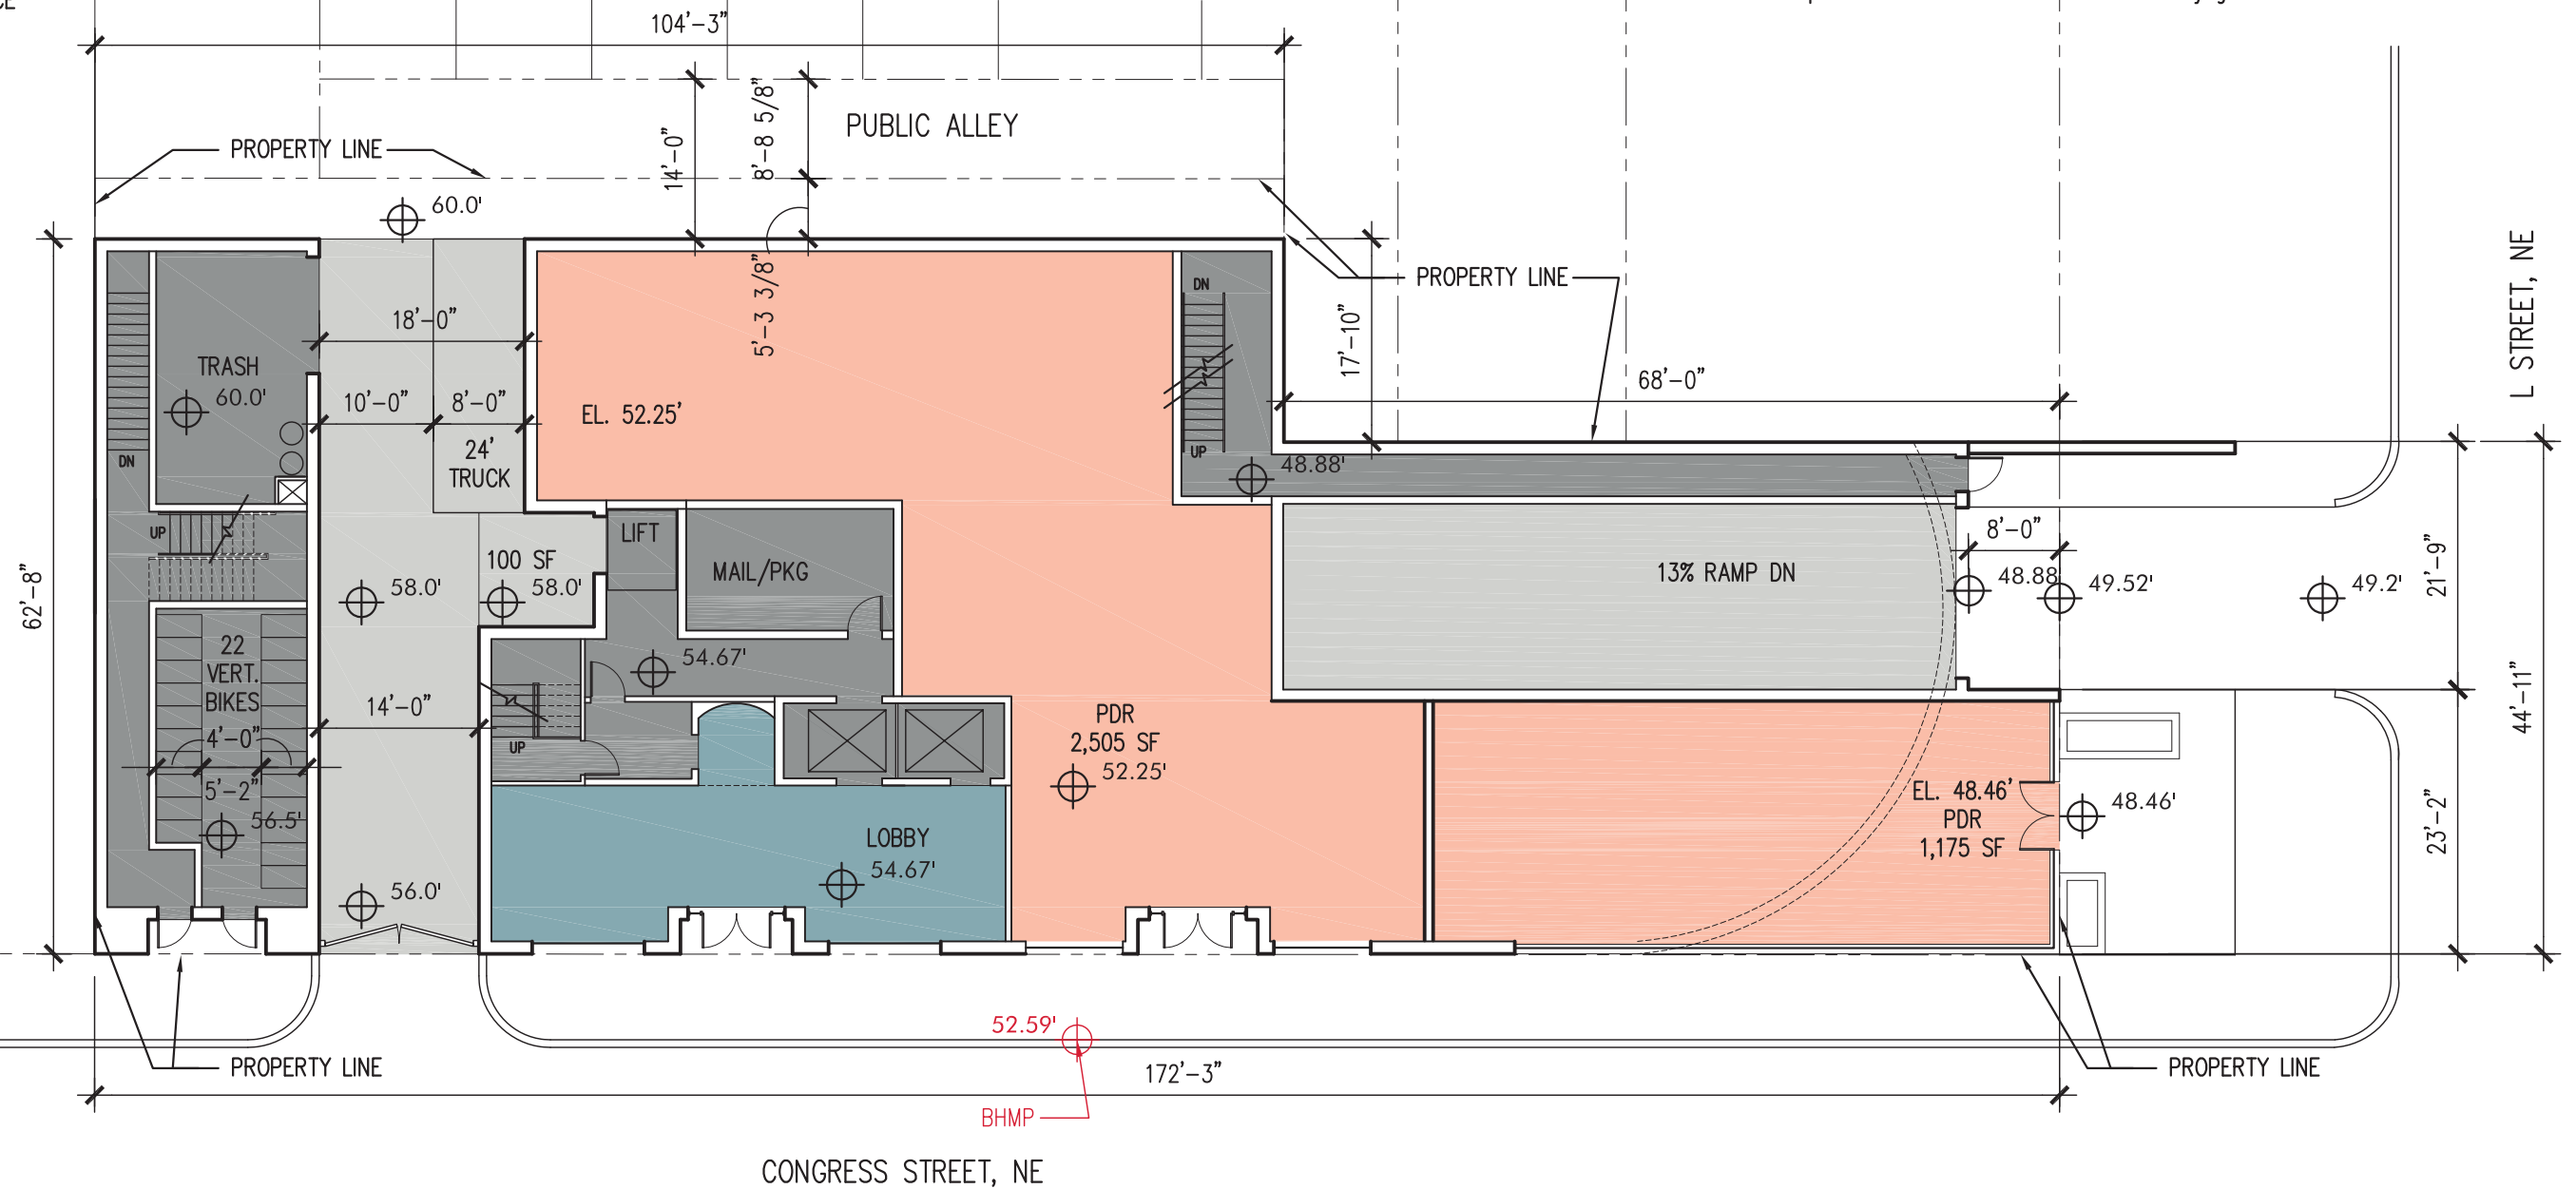 104'-3"
PUBLIC ALLEY
14'-0"
8'-8 5/8"
5'-3 3/8"
PROPERTY LINE
60.0'
PROPERTY LINE
17'-10"
68'-0"
L STREET, NE
TRASH
60.0'
18'-0"
10'-0"
8'-0"
24'
TRUCK
EL. 52.25'
DN
UP
48.88'
DN
UP
LIFT
MAIL/PKG
100 SF
58.0'
58.0'
13% RAMP DN
8'-0"
48.88
49.52'
49.2'
21'-9"
62'-8"
22
VERT.
BIKES
4'-0"
5'-2"
56.5'
14'-0"
54.67'
UP
PDR
2,505 SF
52.25'
LOBBY
54.67'
EL. 48.46'
PDR
1,175 SF
48.46'
23'-2"
44'-11"
56.0'
52.59'
BHMP
PROPERTY LINE
172'-3"
PROPERTY LINE
CONGRESS STREET, NE